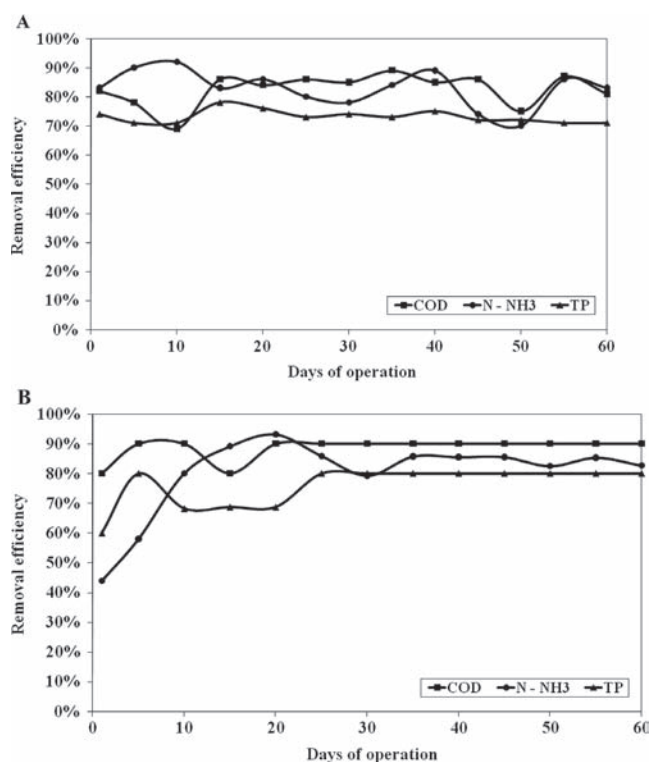 A
100%
90%
80%
70%
60%
50%
40%
30%
20%
10%
0%
Removal efficiency
COD N - NH3 TP
0 10 20 30 40 50 60
Days of operation
B
100%
90%
80%
70%
60%
50%
40%
30%
20%
10%
0%
Removal efficiency
COD N - NH3 TP
0 10 20 30 40 50 60
Days of operation